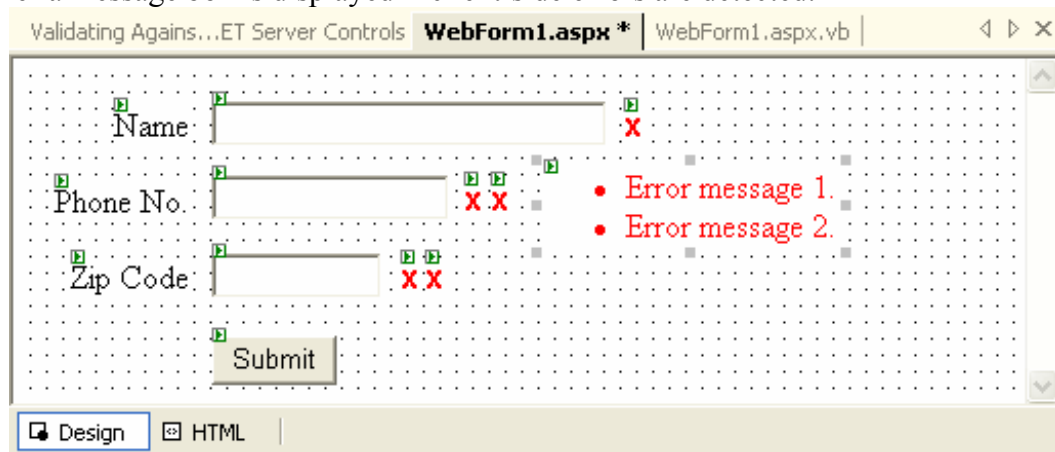 Validating Agains...ET Server Controls WebForm1.aspx * WebForm1.aspx.vb
Name
X
Phone No.
X X
Error message 1.
Error message 2.
Zip Code
X X
Submit
Design HTML